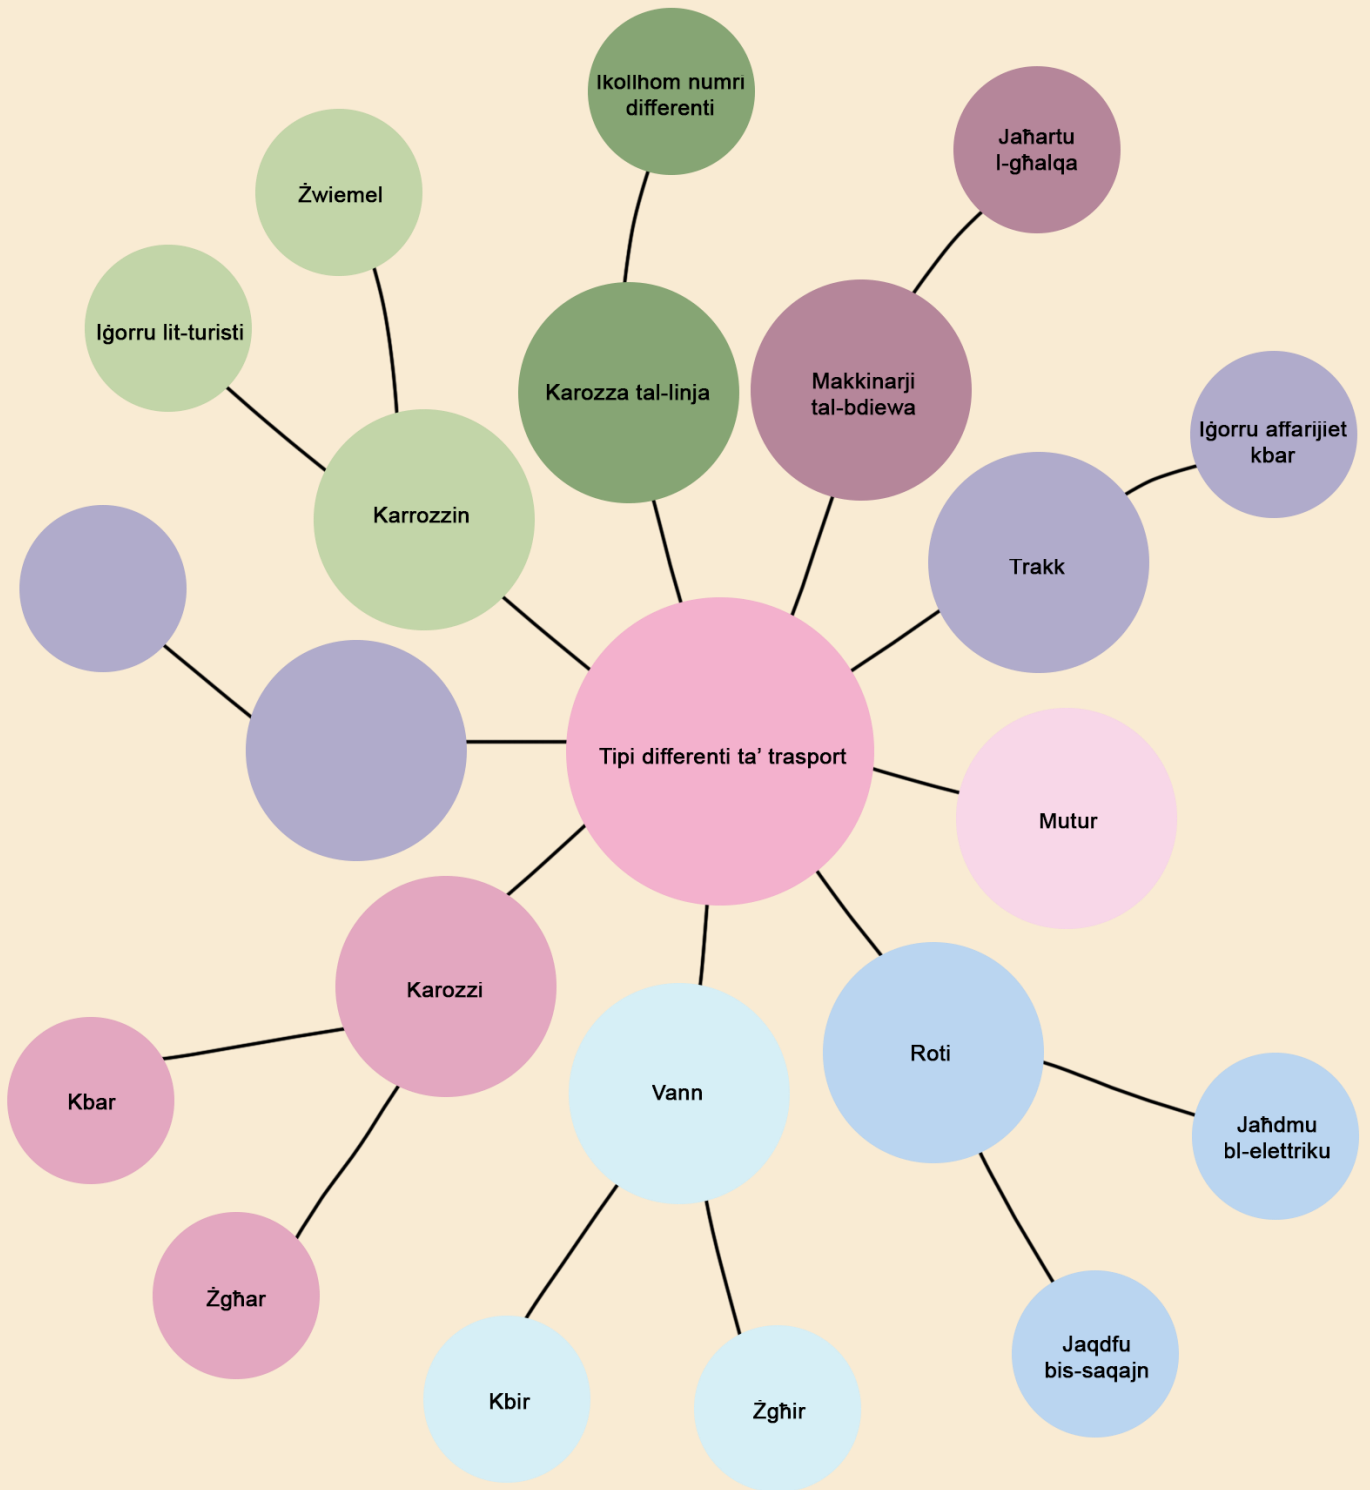 Ikollhom numri
differenti
Jaħartu
l-għalqa
Żwiemel
Iġorru lit-turisti
Karozza tal-linja
Makkinarji
tal-bdiewa
Iġorru affarijiet
kbar
Karrozzin
Trakk
Tipi differenti ta’ trasport
Mutur
Karozzi
Roti
Vann
Kbar
Jaħdmu
bl-elettriku
Żgħar
Jaqdfu
bis-saqajn
Kbir
Żgħir